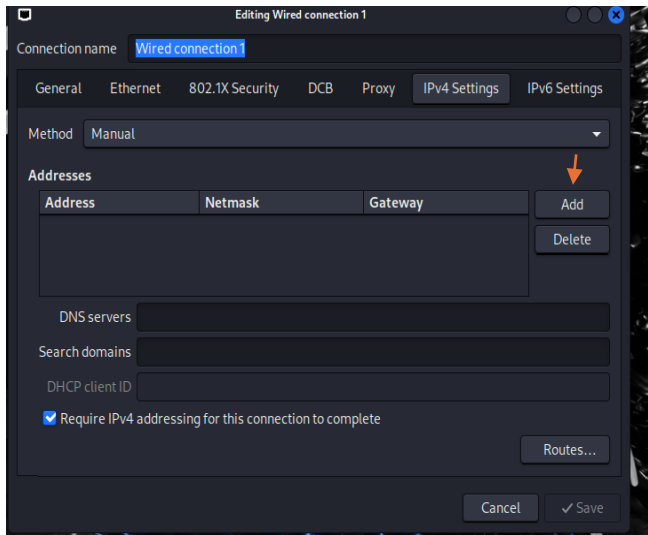 Editing Wired connection 1
Connection name Wired connection 1
General Ethernet 802.1X Security DCB Proxy IPv4 Settings IPv6 Settings
Method Manual
Addresses
Address Netmask Gateway
Add
Delete
DNS servers
Search domains
DHCP client ID
Require IPv4 addressing for this connection to complete
Routes...
Cancel Save